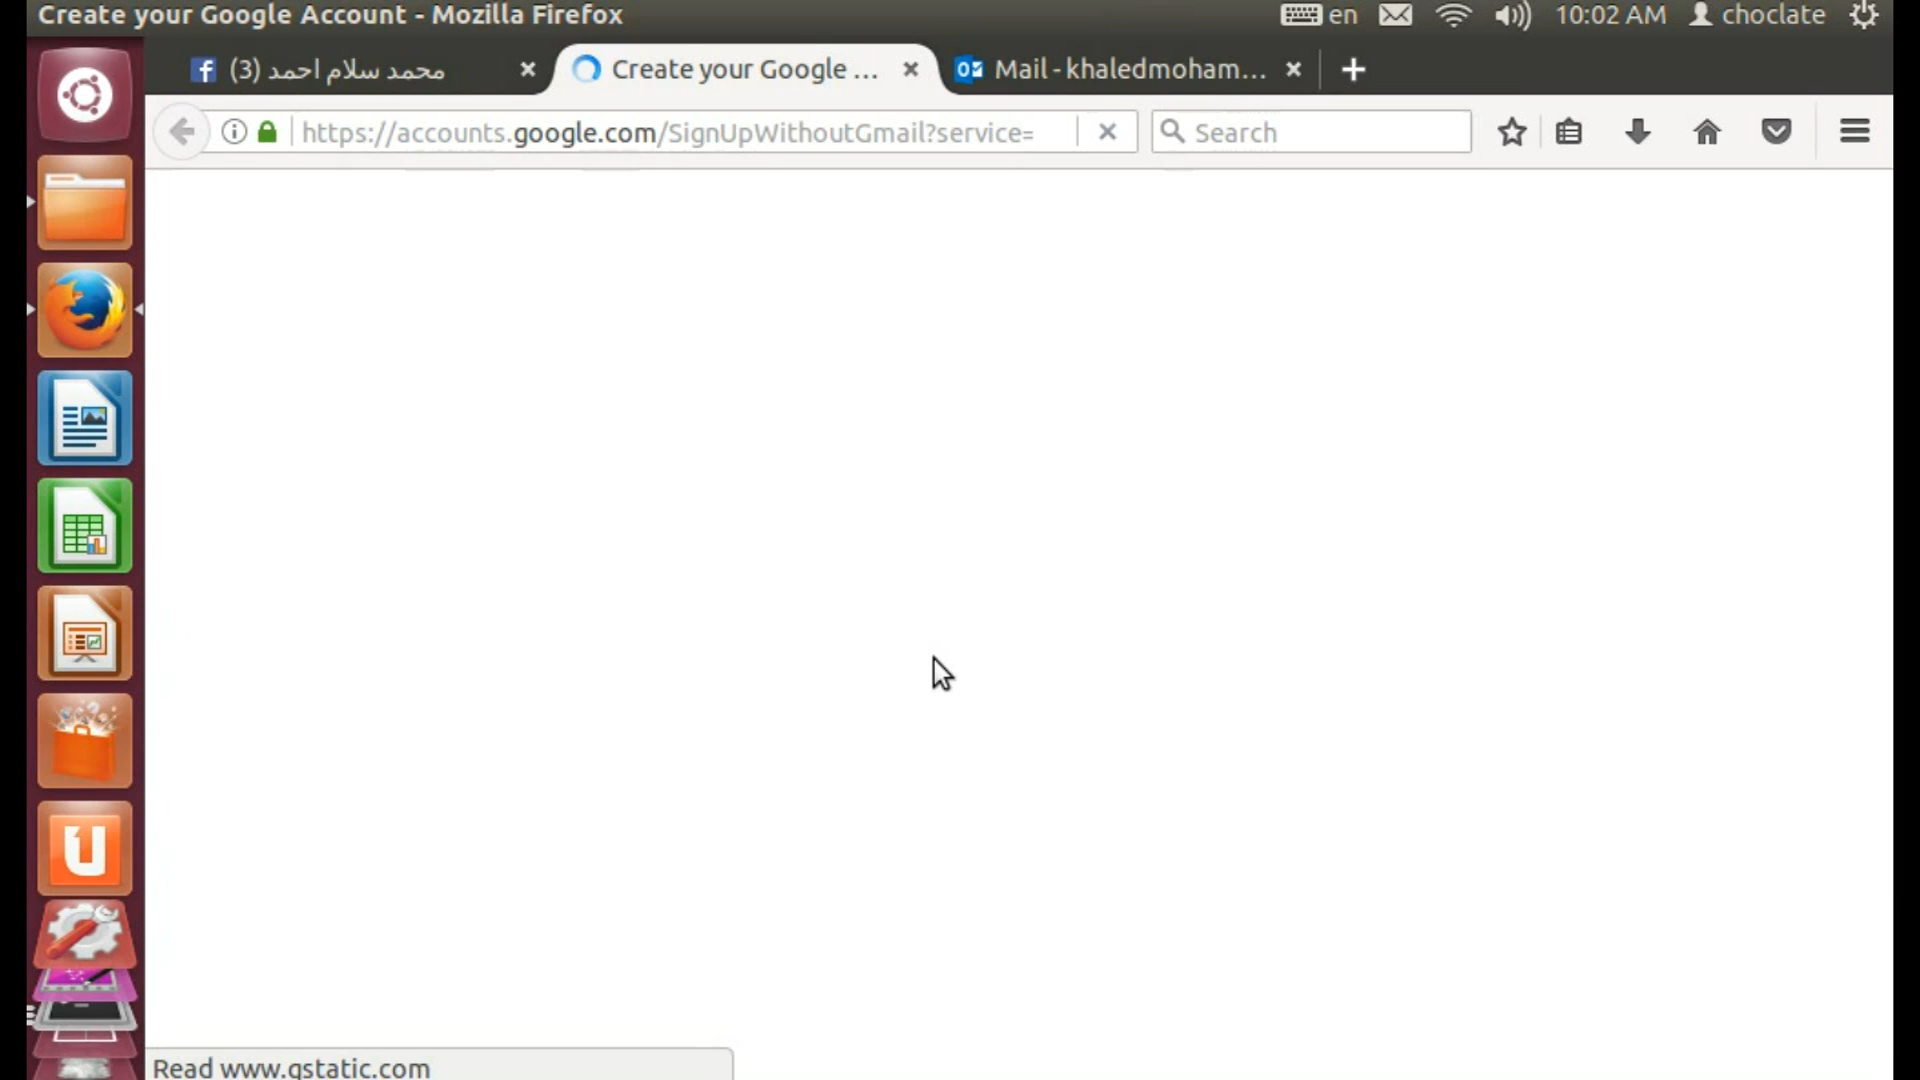 Create your Google Account - Mozilla Firefox
en
10:02 AM
choclate
(3) محمد سلام احمد
Create your Google ...
Mail - khaledmoham...
https://accounts.google.com/SignUpWithoutGmail?service=
Search
Read www.gstatic.com